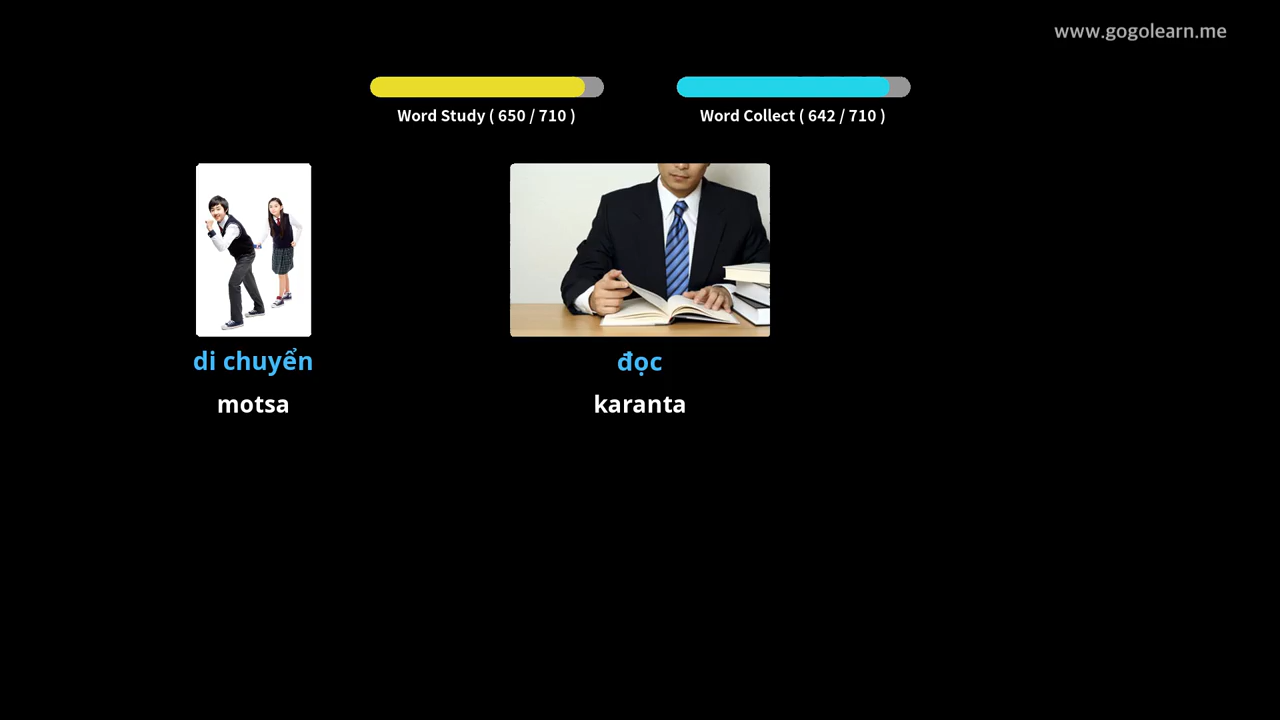 www.gogolearn.me
Word Study ( 650 / 710 )
Word Collect ( 642 / 710 )
di chuyển
đọc
motsa
karanta